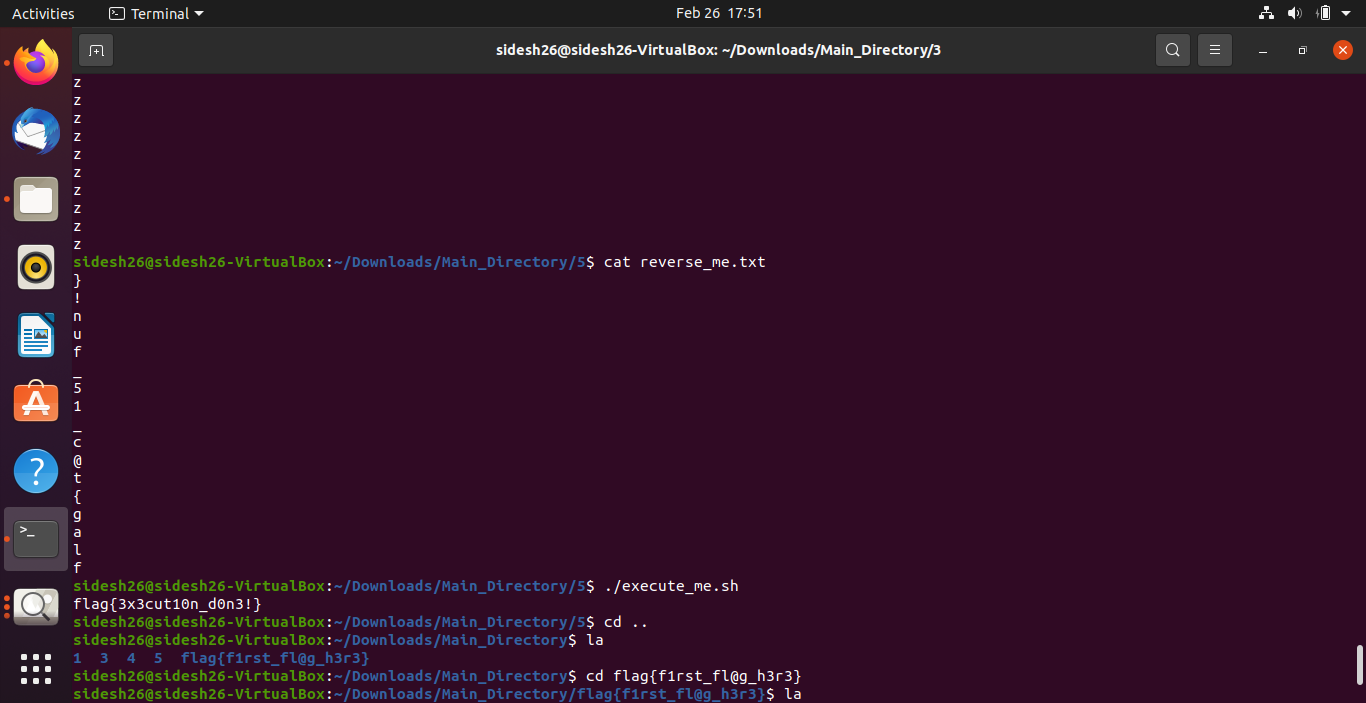 Activities Terminal Feb 26 17:51
sidesh26@sidesh26-VirtualBox: ~/Downloads/Main_Directory/3
z
z
z
z
z
z
z
z
z
z
sidesh26@sidesh26-VirtualBox:~/Downloads/Main_Directory/5$ cat reverse_me.txt
}
!
n
u
f
_
5
1
_
c
@
t
{
g
a
l
f
sidesh26@sidesh26-VirtualBox:~/Downloads/Main_Directory/5$ ./execute_me.sh
flag{3x3cut10n_d0n3!}
sidesh26@sidesh26-VirtualBox:~/Downloads/Main_Directory/5$ cd ..
sidesh26@sidesh26-VirtualBox:~/Downloads/Main_Directory$ la
1 3 4 5 flag{f1rst_fl@g_h3r3}
sidesh26@sidesh26-VirtualBox:~/Downloads/Main_Directory$ cd flag{f1rst_fl@g_h3r3}
sidesh26@sidesh26-VirtualBox:~/Downloads/Main_Directory/flag{f1rst_fl@g_h3r3}$ la